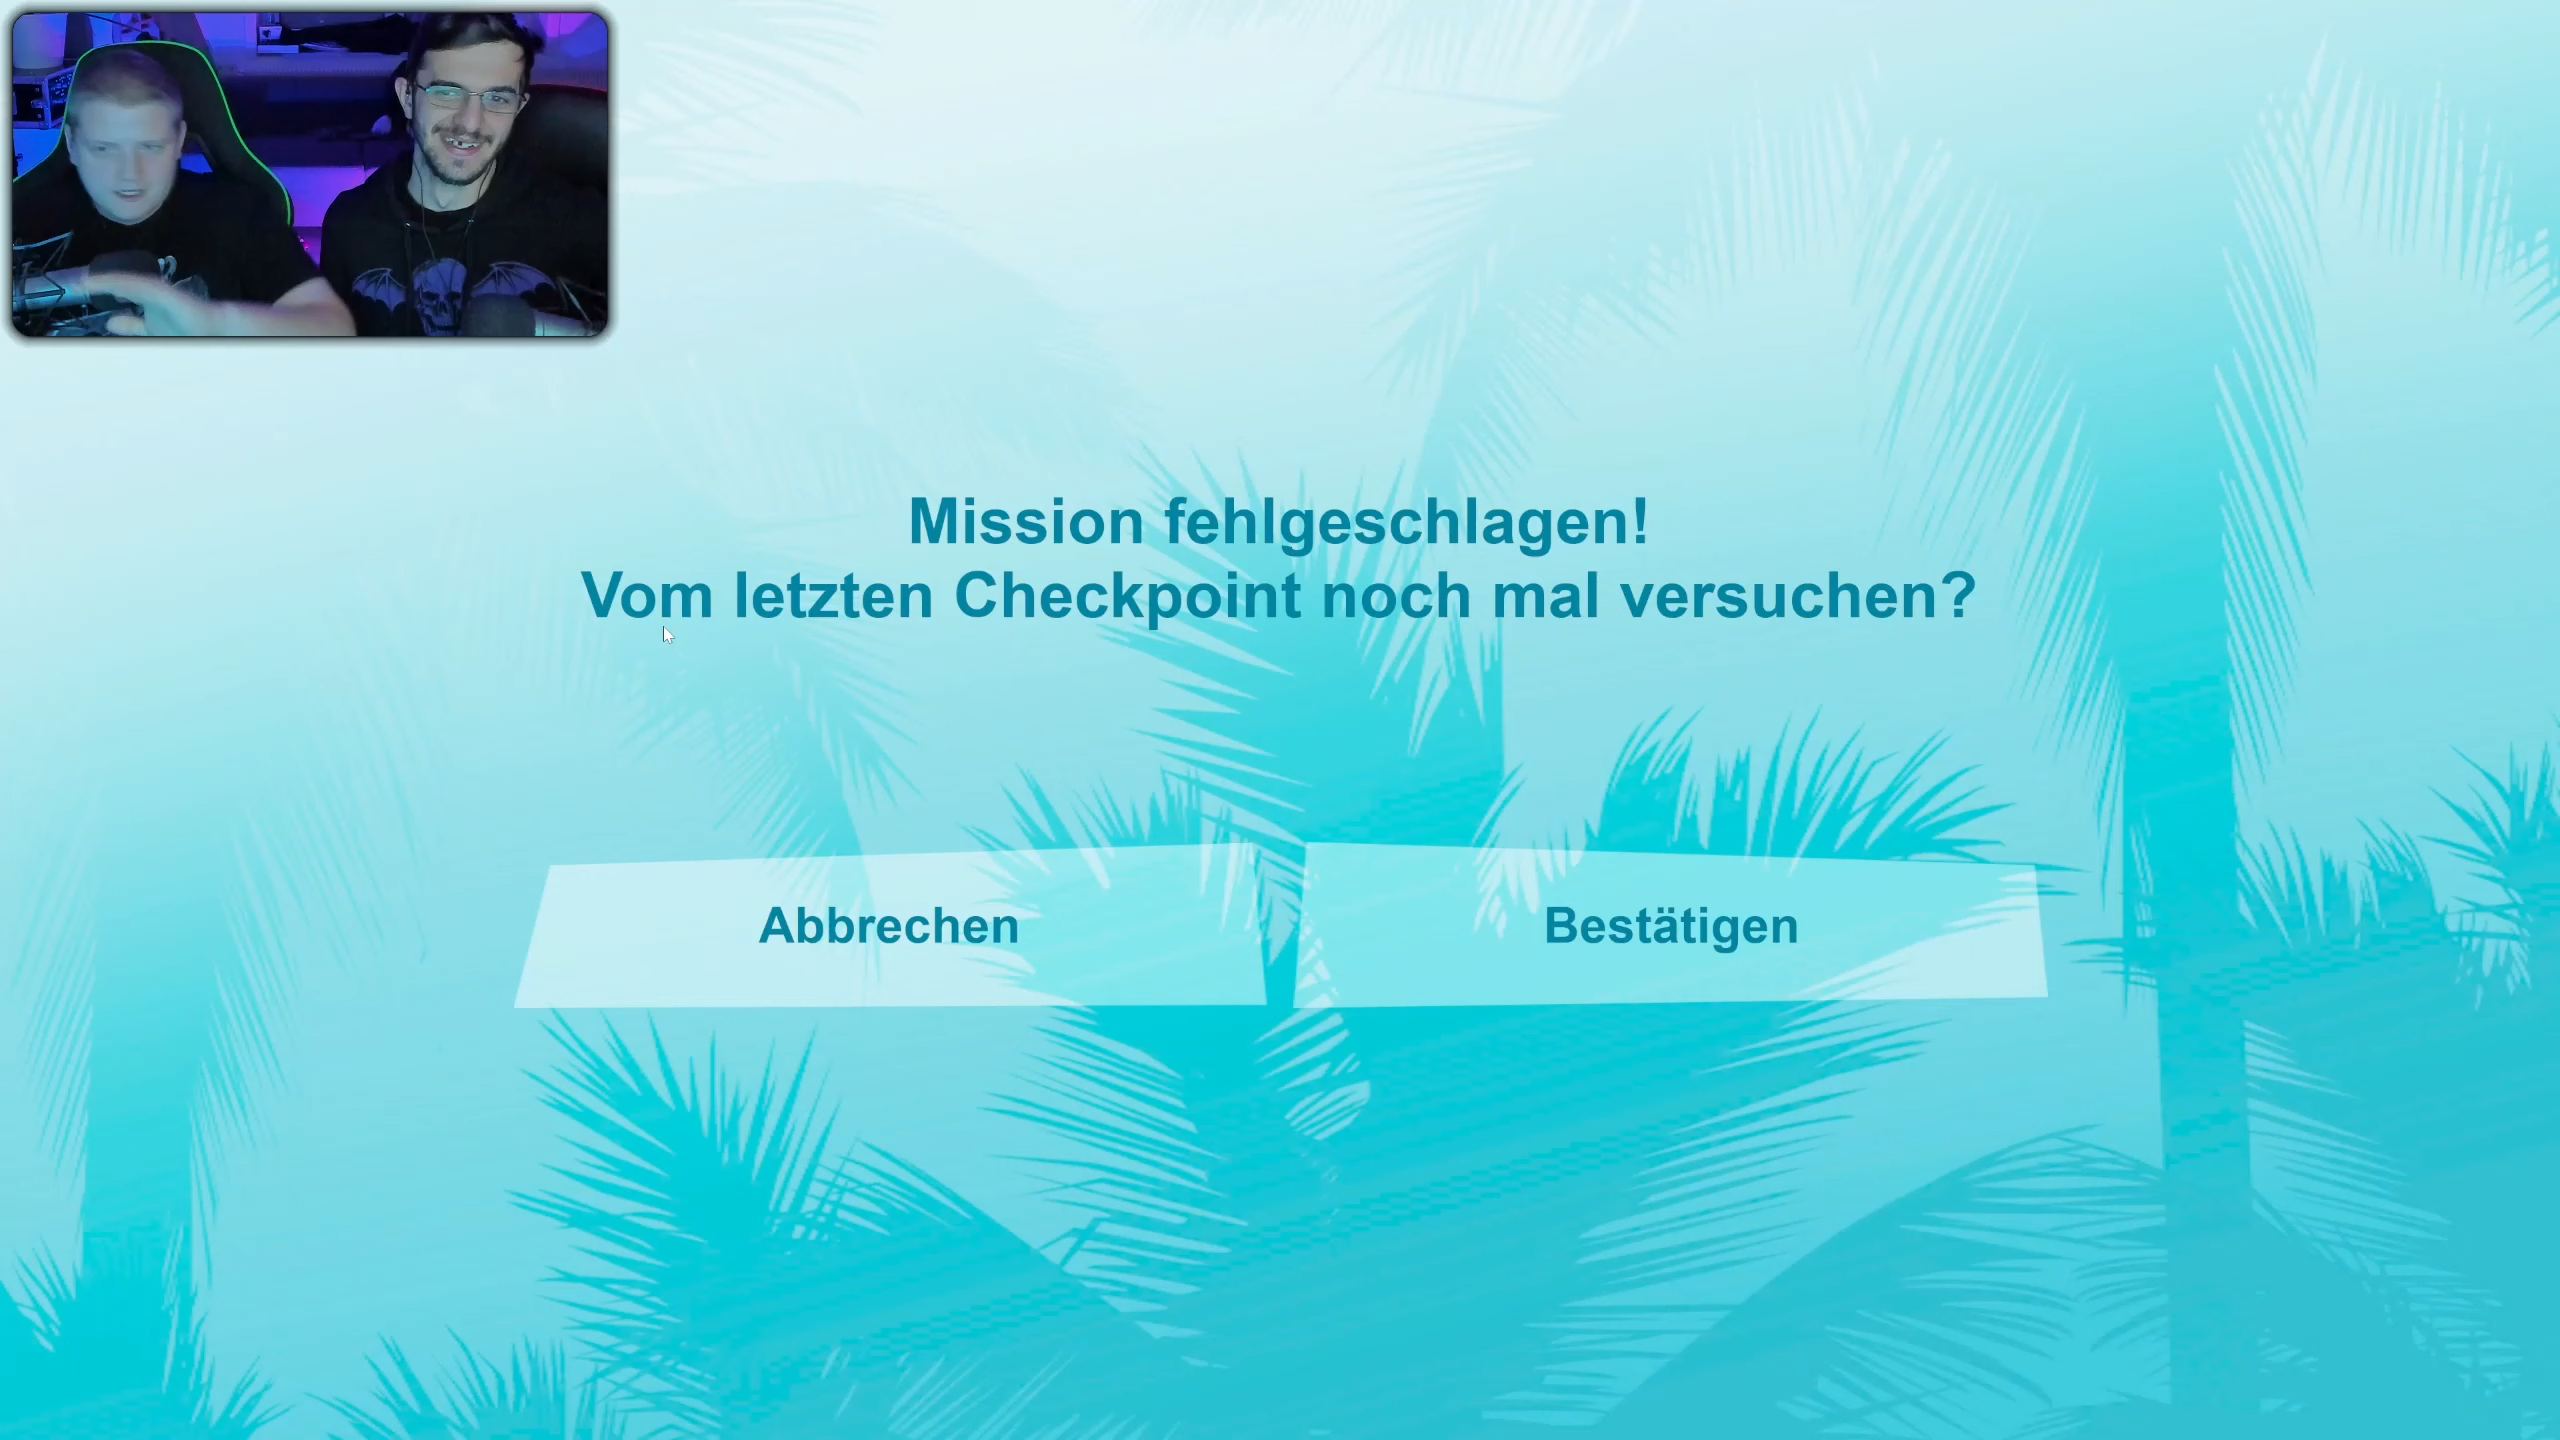 Mission fehlgeschlagen!
Vom letzten Checkpoint noch mal versuchen?
Abbrechen
Bestätigen